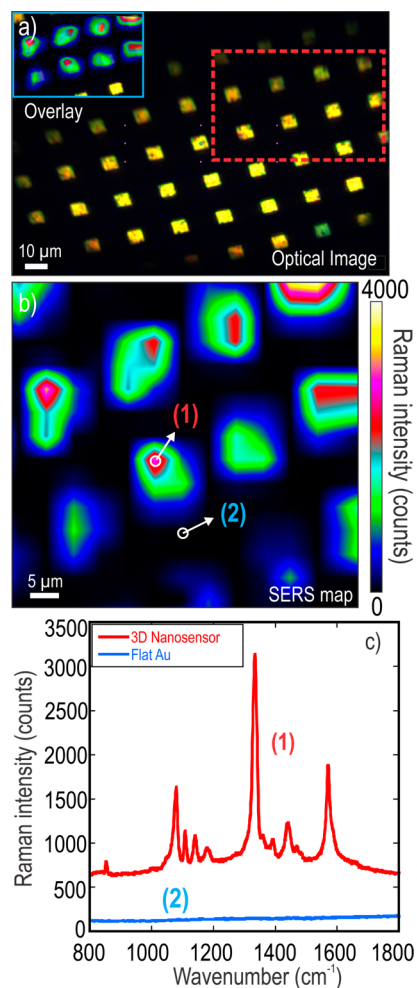 a)
Overlay
10 µm
Optical Image
b)
4000
(1)
(2)
5 µm
SERS map
0
Raman intensity (counts)
3500
3000
2500
2000
1500
1000
500
0
3D Nanosensor
Flat Au
c)
(1)
(2)
Raman intensity (counts)
800 1000 1200 1400 1600 1800
Wavenumber (cm⁻¹)